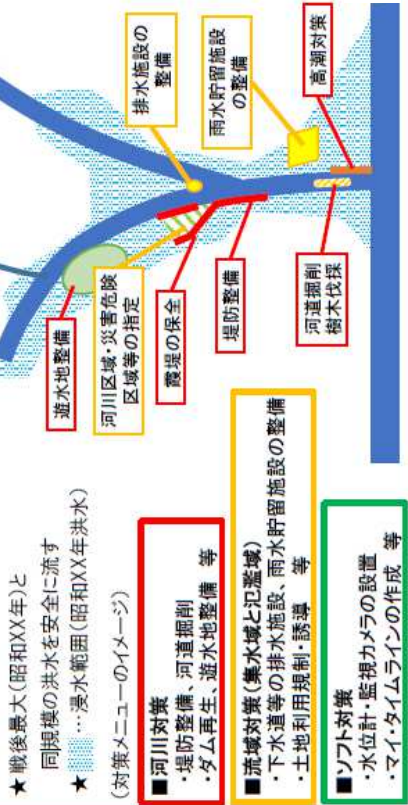 ★戦後最大(昭和XX年)と
同規模の洪水を安全に流す
★…浸水範囲(昭和XX年洪水)
(対策メニューのイメージ)
■河川対策
・堤防整備、河道掘削
・ダム再生、遊水地整備 等
■流域対策(集水域と氾濫域)
・下水道等の排水施設、雨水貯留施設の整備
・土地利用規制・誘導 等
■ソフト対策
・水位計・監視カメラの設置
・マイ・タイムラインの作成 等
遊水地整備
河川区域・災害危険
区域等の指定
霞堤の保全
堤防整備
河道掘削
樹木伐採
排水施設の
整備
雨水貯留施設
の整備
高潮対策